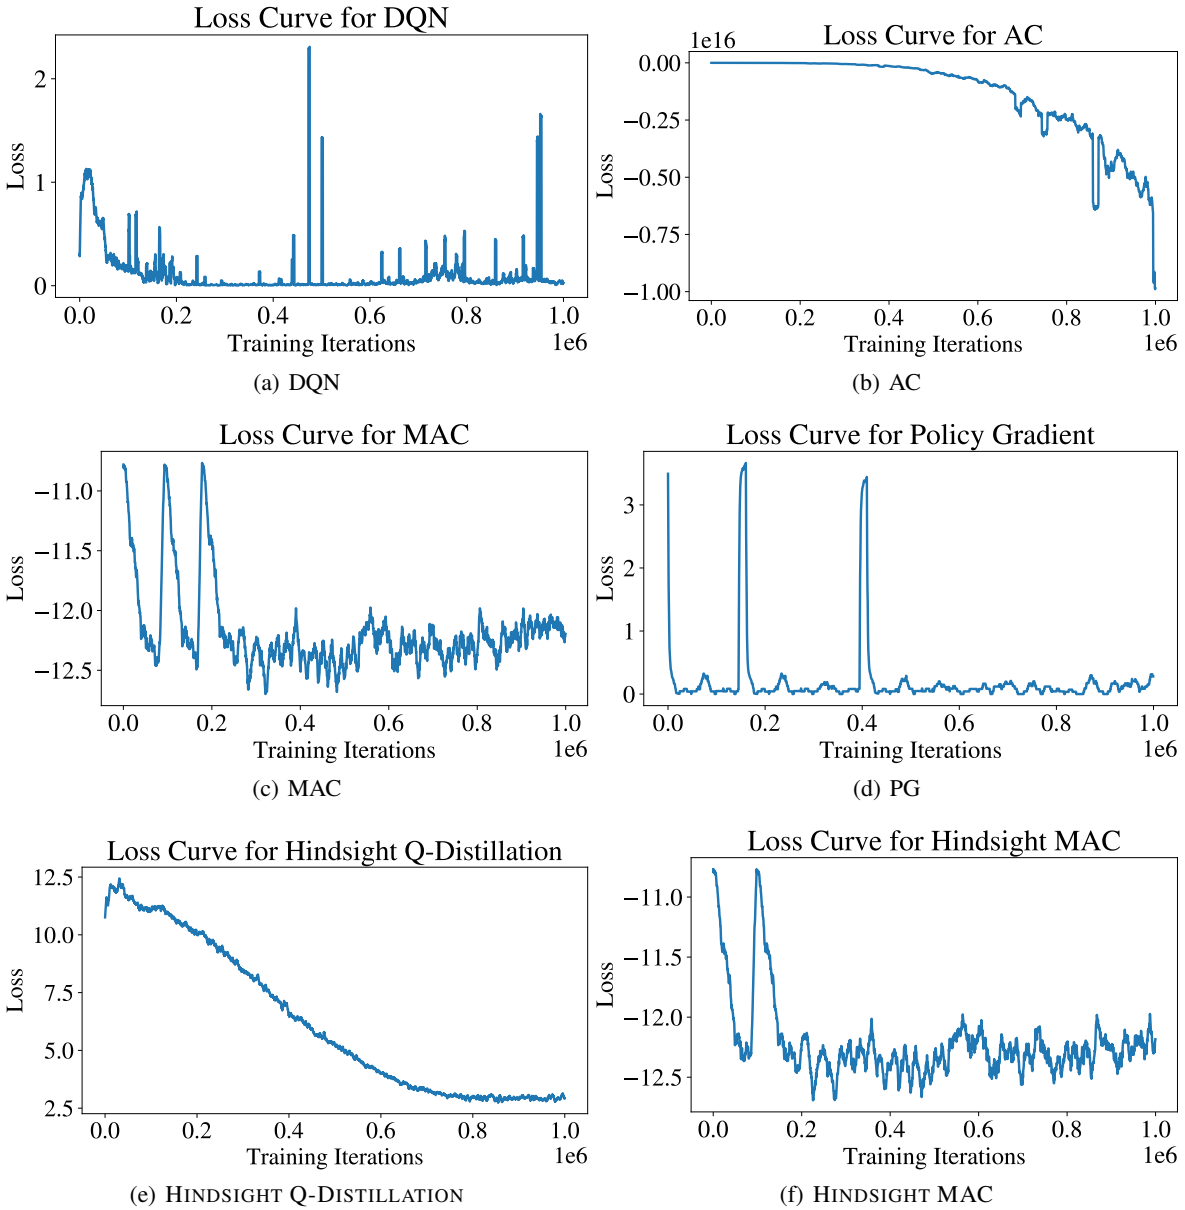 Loss Curve for DQN
2
1
0
Loss
0.0 0.2 0.4 0.6 0.8 1.0
1e6
Training Iterations
(a) DQN
Loss Curve for AC
1e16
0.00
−0.25
−0.50
−0.75
−1.00
Loss
0.0 0.2 0.4 0.6 0.8 1.0
1e6
Training Iterations
(b) AC
Loss Curve for MAC
−11.0
−11.5
−12.0
−12.5
Loss
0.0 0.2 0.4 0.6 0.8 1.0
1e6
Training Iterations
(c) MAC
Loss Curve for Policy Gradient
3
2
1
0
Loss
0.0 0.2 0.4 0.6 0.8 1.0
1e6
Training Iterations
(d) PG
Loss Curve for Hindsight Q-Distillation
12.5
10.0
7.5
5.0
2.5
Loss
0.0 0.2 0.4 0.6 0.8 1.0
1e6
Training Iterations
(e) HINDSIGHT Q-DISTILLATION
Loss Curve for Hindsight MAC
−11.0
−11.5
−12.0
−12.5
Loss
0.0 0.2 0.4 0.6 0.8 1.0
1e6
Training Iterations
(f) HINDSIGHT MAC